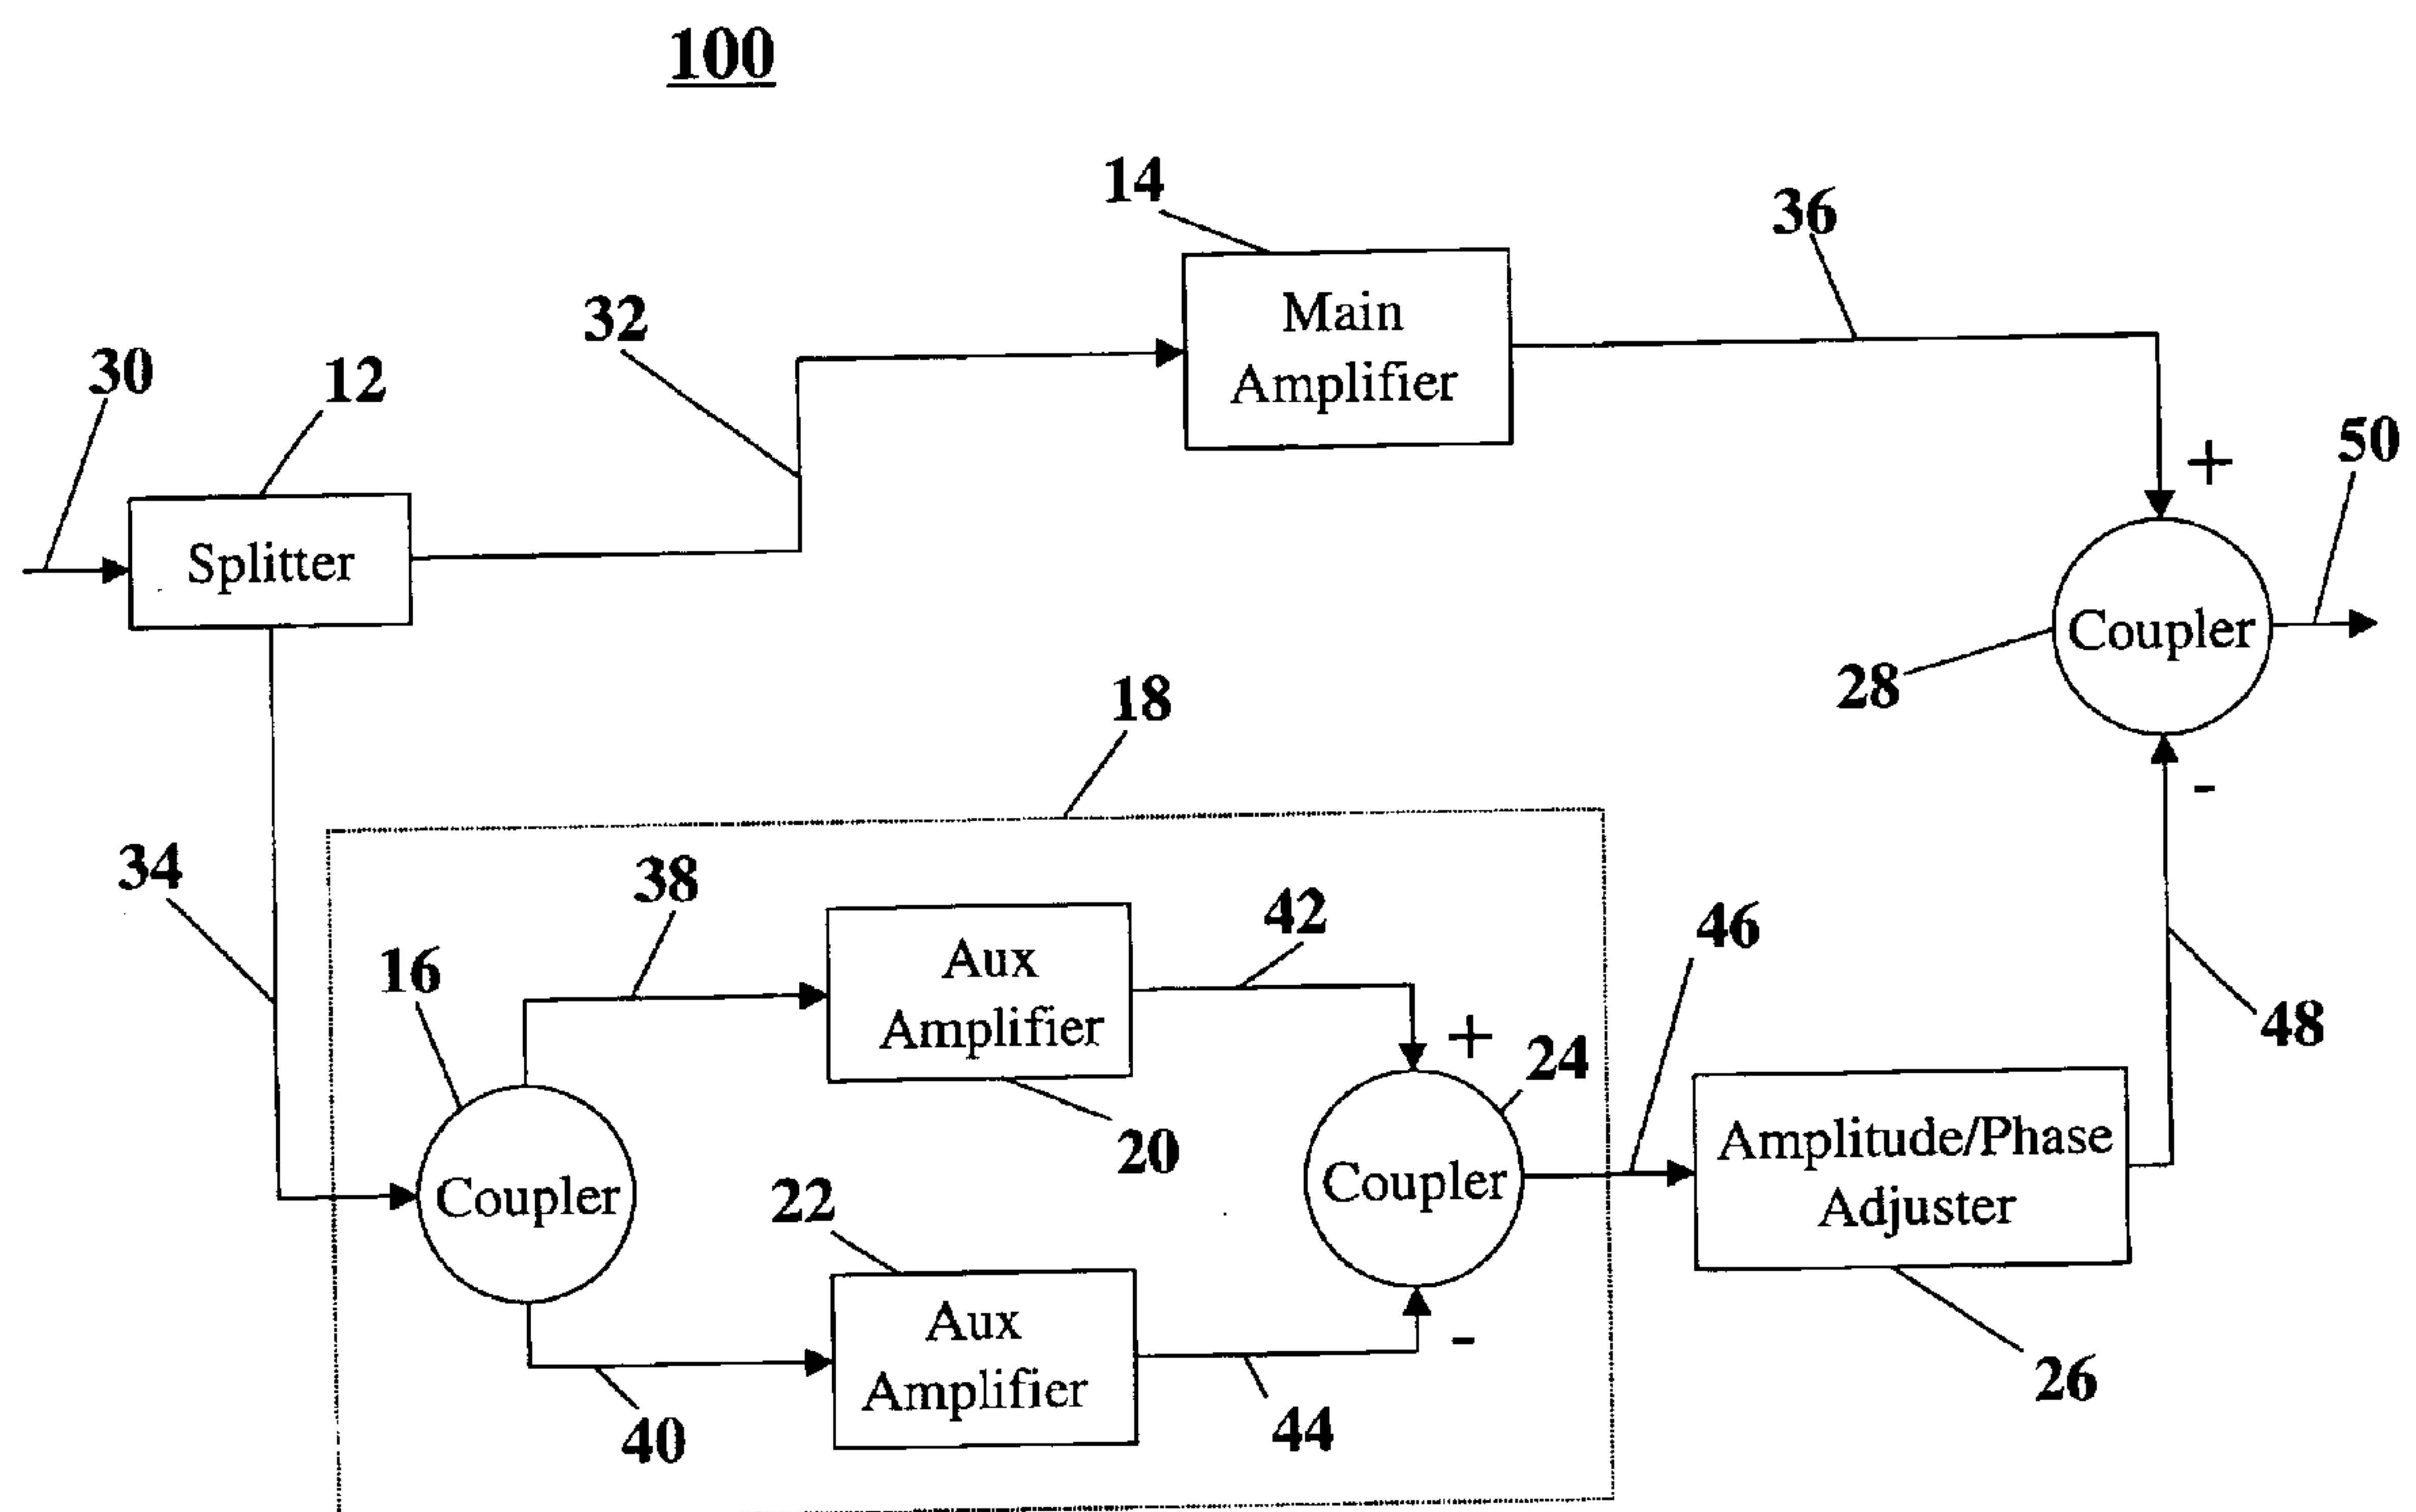 100
14
36
32
Main
Amplifier
30
12
50
+
Splitter
Coupler
28
18
-
34
38
42
46
16
Aux
Amplifier
+
24
48
20
Coupler
Coupler
Amplitude/Phase
Adjuster
22
Aux
Amplifier
-
40
44
26